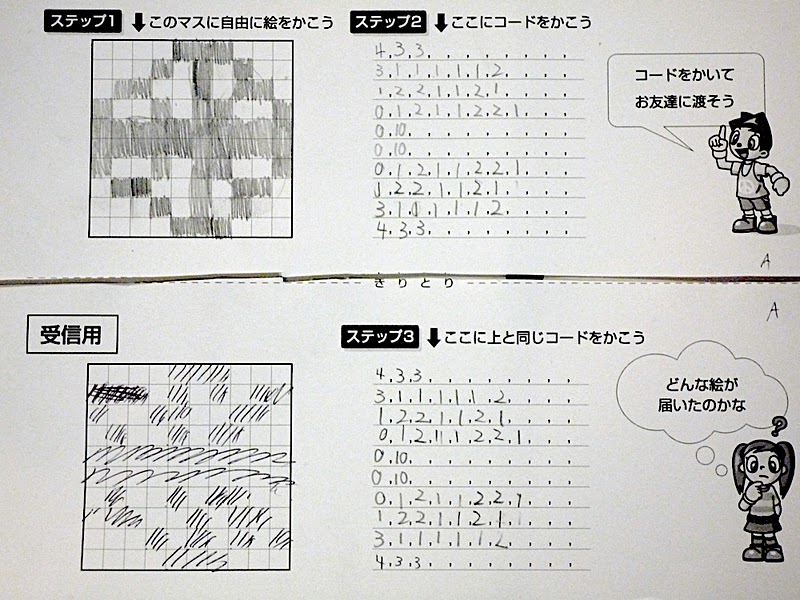 ステップ1 ここのマスに自由に絵をかこう
ステップ2 ここにコードをかこう
4,3,3
3,1,1,1,1,1,2
1,2,2,1,1,2,1
0,1,2,1,1,2,2,1
0,10
0,10
0,1,2,1,1,2,2,1
1,2,2,1,1,2,1
3,1,1,1,1,1,2
4,3,3
コードをかいて
お友達に渡そう
A
きりとり
A
受信用
ステップ3 ここに上と同じコードをかこう
4,3,3
3,1,1,1,1,1,2
1,2,2,1,1,2,1
0,1,2,1,1,2,2,1
0,10
0,10
0,1,2,1,1,2,2,1
1,2,2,1,1,2,1
3,1,1,1,1,1,2
4,3,3
どんな絵が
届いたのかな
?